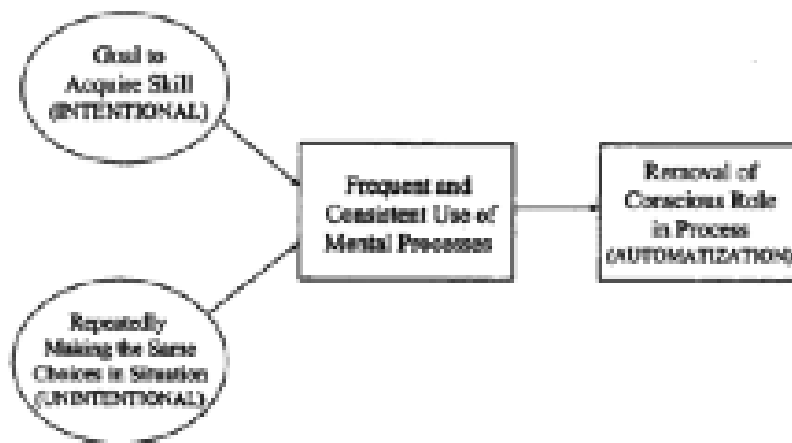 Goal to
Acquire Skill
(INTENTIONAL)
Repeatedly
Making the Same
Choices in Situation
(UNINTENTIONAL)
Frequent and
Consistent Use of
Mental Processes
Removal of
Conscious Role
in Process
(AUTOMATIZATION)